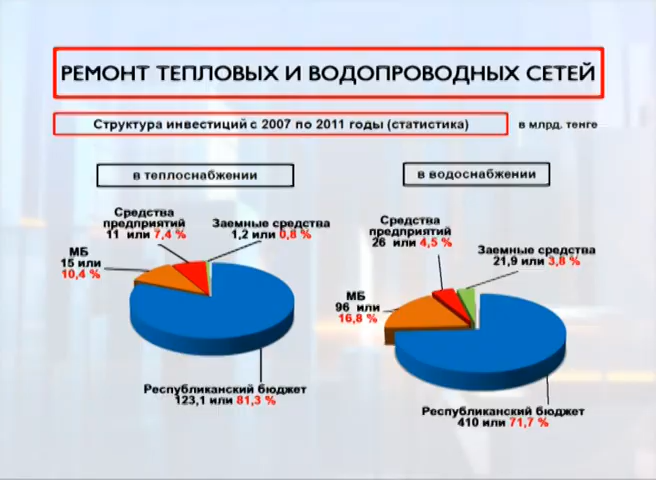 РЕМОНТ ТЕПЛОВЫХ И ВОДОПРОВОДНЫХ СЕТЕЙ
Структура инвестиций с 2007 по 2011 годы (статистика)
в млрд. тенге
в теплоснабжении
Средства
предприятий
11 или 7,4 %
Заемные средства
1,2 или 0,8 %
МБ
15 или
10,4 %
Республиканский бюджет
123,1 или 81,3 %
в водоснабжении
Средства
предприятий
26 или 4,5 %
Заемные средства
21,9 или 3,8 %
МБ
96 или
16,8 %
Республиканский бюджет
410 или 71,7 %